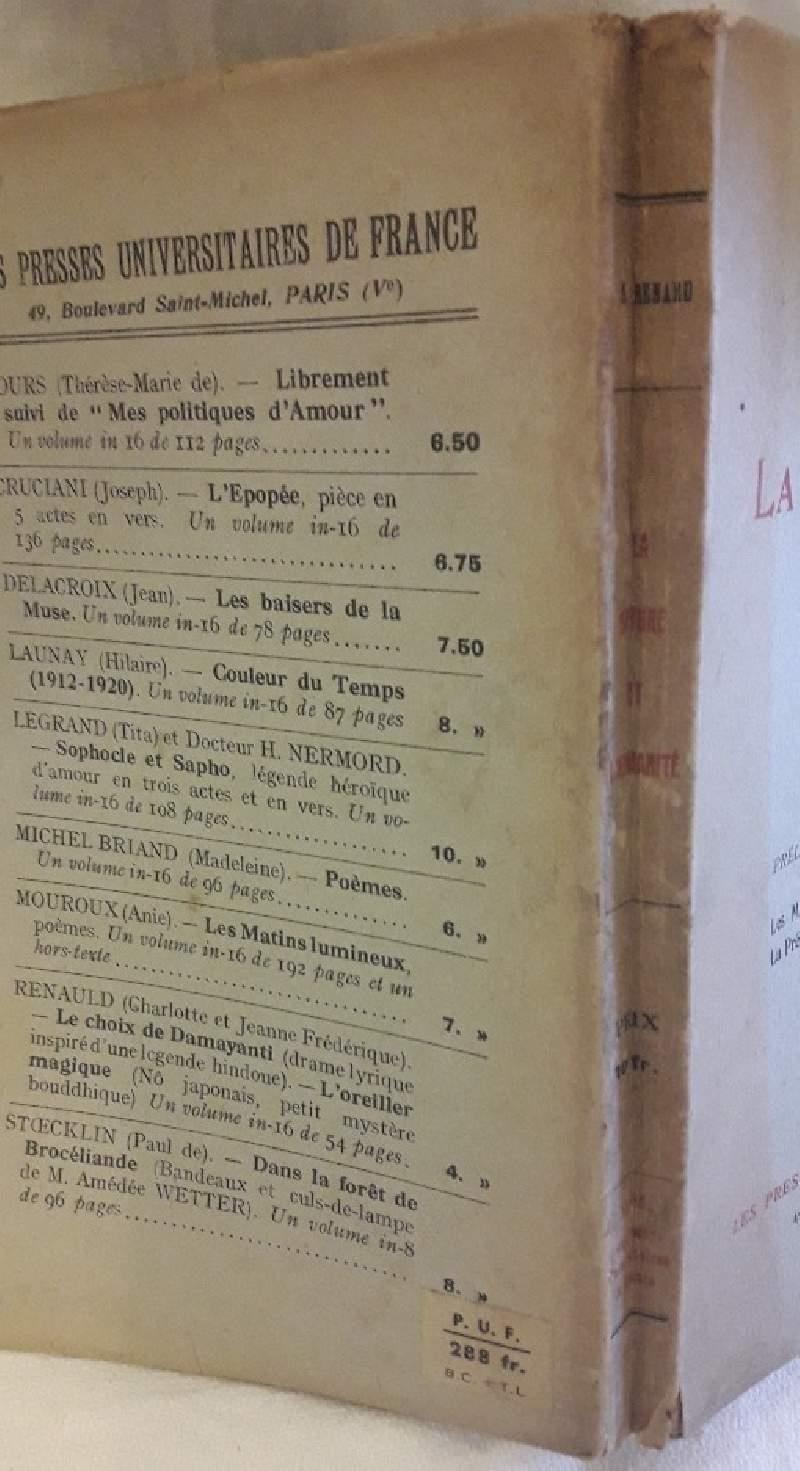 PRESSES UNIVERSITAIRES DE FRANCE
49, Boulevard Saint-Michel, PARIS (Vᵉ)
OURS (Thérèse-Marie de). — Librement
suivi de “Mes politiques d'Amour”.
Un volume in 16 de 112 pages............. 6.50
CRUCIANI (Joseph). — L'Epopée, pièce en
5 actes en vers. Un volume in-16 de
136 pages................................ 6.75
DELACROIX (Jean). — Les baisers de la
Muse. Un volume in-16 de 78 pages....... 7.50
LAUNAY (Hilaire). — Couleur du Temps
(1912-1920). Un volume in-16 de 87 pages 8. »
LEGRAND (Tita) et Docteur H. NERMORD.
— Sophocle et Sapho, légende héroïque
d'amour en trois actes et en vers. Un vo-
lume in-16 de 108 pages.................. 10. »
MICHEL BRIAND (Madeleine). — Poèmes.
Un volume in-16 de 96 pages............. 6. »
MOUROUX (Anie). — Les Matins lumineux,
poèmes. Un volume in-16 de 192 pages et un
hors-texte .............................. 7. »
RENAULD (Charlotte et Jeanne Frédérique).
— Le choix de Damayanti (drame lyrique
inspiré d'une legende hindoue). — L'oreiller
magique (Nô japonais, petit mystère
bouddhique) Un volume in-16 de 54 pages. 4. »
STŒCKLIN (Paul de). — Dans la forêt de
Brocéliande (Bandeaux et culs-de-lampe
de M. Amédée WETTER). Un volume in-8
de 96 pages.............................. 8. »
P. U. F.
288 fr.
RENARD
LA
ET
PRIX
fr.
LA
LES PRES